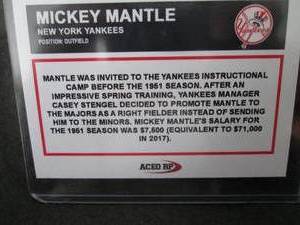 MICKEY MANTLE
NEW YORK YANKEES
POSITION: OUTFIELD
Yankees
MANTLE WAS INVITED TO THE YANKEES INSTRUCTIONAL
CAMP BEFORE THE 1951 SEASON. AFTER AN
IMPRESSIVE SPRING TRAINING, YANKEES MANAGER
CASEY STENGEL DECIDED TO PROMOTE MANTLE TO
THE MAJORS AS A RIGHT FIELDER INSTEAD OF SENDING
HIM TO THE MINORS. MICKEY MANTLE'S SALARY FOR
THE 1951 SEASON WAS $7,500 (EQUIVALENT TO $71,000
IN 2017).
ACEO RP